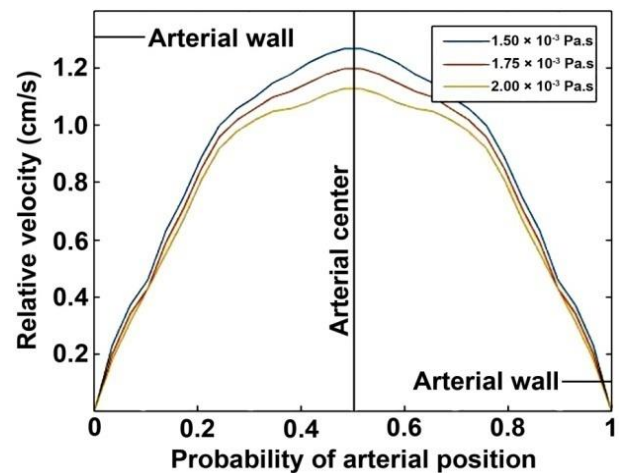 Arterial wall
1.50 × 10⁻³ Pa.s
1.75 × 10⁻³ Pa.s
2.00 × 10⁻³ Pa.s
1.2
1.0
0.8
0.6
0.4
0.2
Relative velocity (cm/s)
Arterial center
Arterial wall
0 0.2 0.4 0.6 0.8 1
Probability of arterial position